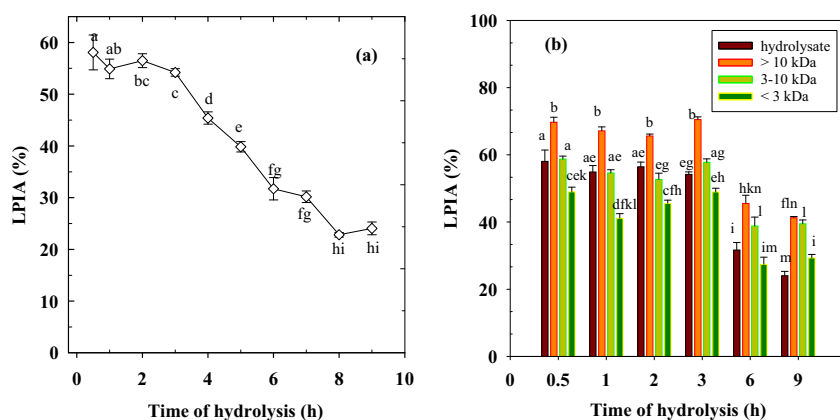 (a)
60
50
40
30
20
10
0
LPIA (%)
a
ab
bc
c
d
e
fg
fg
hi
hi
0 2 4 6 8 10
Time of hydrolysis (h)
(b)
100
80
60
40
20
0
LPIA (%)
hydrolysate
> 10 kDa
3-10 kDa
< 3 kDa
a b a cek
ae b ae dfkl
ae b eg cfh
eg b ag eh
i hkn l im
m fln l i
0 0.5 1 2 3 6 9
Time of hydrolysis (h)